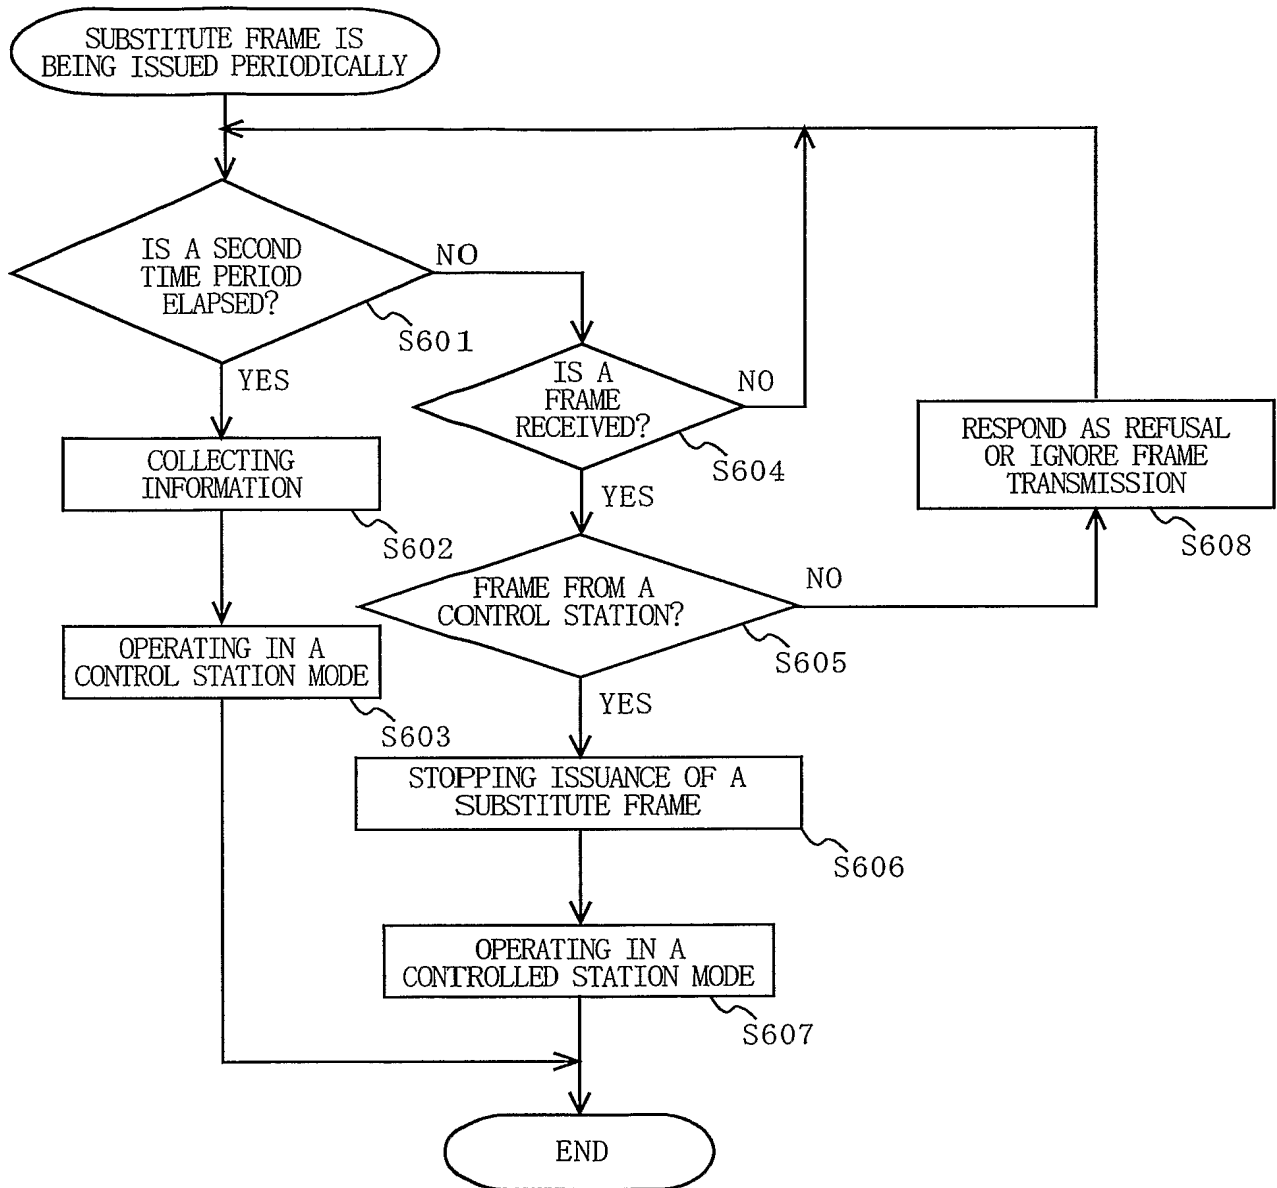 SUBSTITUTE FRAME IS
BEING ISSUED PERIODICALLY
IS A SECOND
TIME PERIOD
ELAPSED?
NO
S601
YES
IS A
FRAME
RECEIVED?
NO
S604
YES
COLLECTING
INFORMATION
S602
RESPOND AS REFUSAL
OR IGNORE FRAME
TRANSMISSION
S608
FRAME FROM A
CONTROL STATION?
NO
S605
YES
OPERATING IN A
CONTROL STATION MODE
S603
STOPPING ISSUANCE OF A
SUBSTITUTE FRAME
S606
OPERATING IN A
CONTROLLED STATION MODE
S607
END